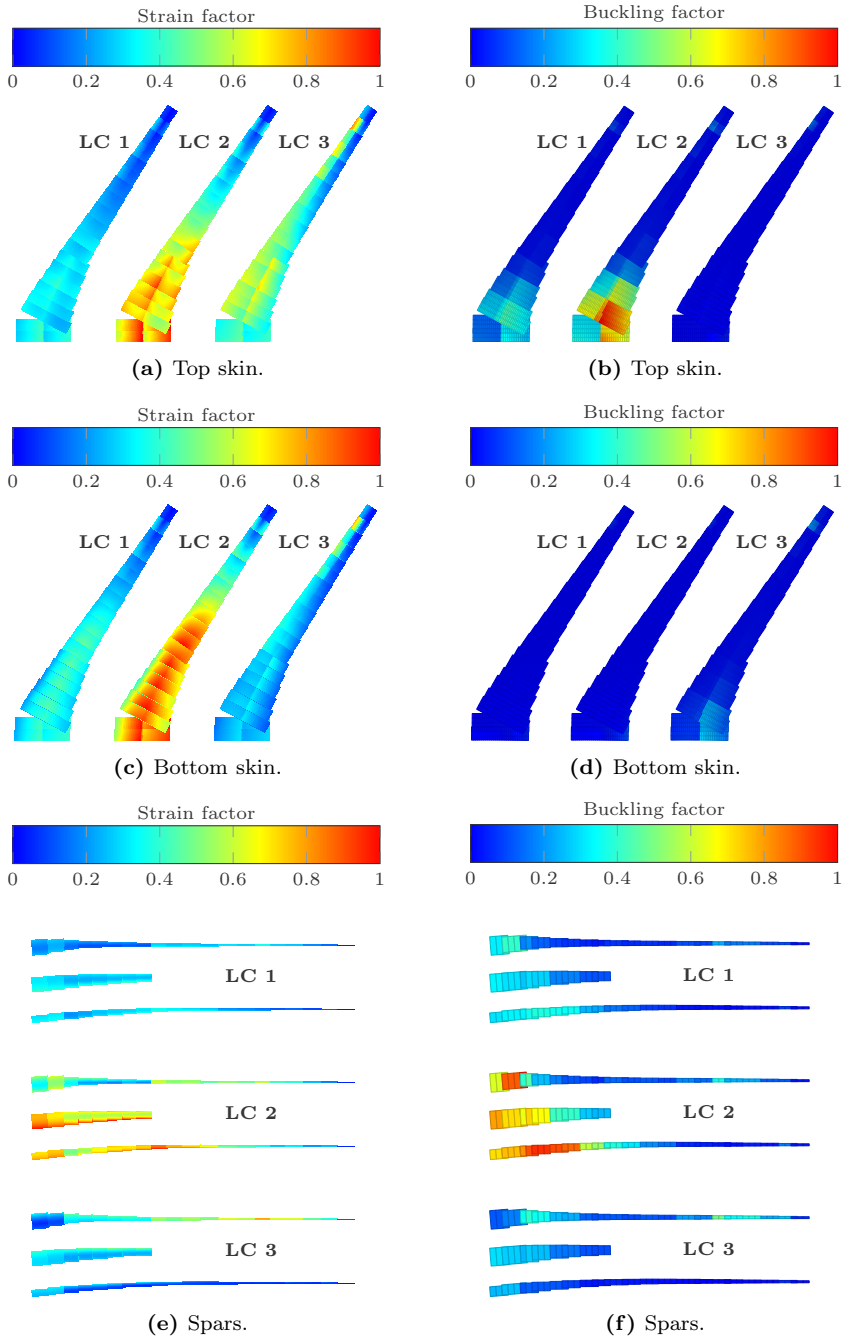 Strain factor
0 0.2 0.4 0.6 0.8 1
LC 1 LC 2 LC 3
(a) Top skin.
Buckling factor
0 0.2 0.4 0.6 0.8 1
LC 1 LC 2 LC 3
(b) Top skin.
Strain factor
0 0.2 0.4 0.6 0.8 1
LC 1 LC 2 LC 3
(c) Bottom skin.
Buckling factor
0 0.2 0.4 0.6 0.8 1
LC 1 LC 2 LC 3
(d) Bottom skin.
Strain factor
0 0.2 0.4 0.6 0.8 1
LC 1
LC 2
LC 3
(e) Spars.
Buckling factor
0 0.2 0.4 0.6 0.8 1
LC 1
LC 2
LC 3
(f) Spars.